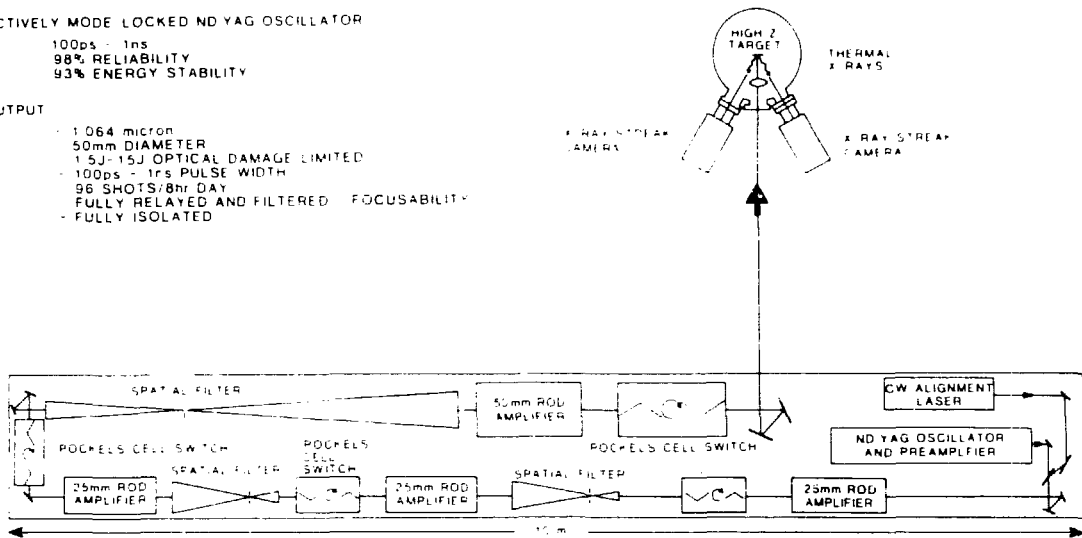 CTIVELY MODE LOCKED ND YAG OSCILLATOR
100ps - 1ns
98% RELIABILITY
93% ENERGY STABILITY
UTPUT
- 1 064 micron
50mm DIAMETER
1 5J-15J OPTICAL DAMAGE LIMITED
- 100ps - 1ns PULSE WIDTH
96 SHOTS/8hr DAY
FULLY RELAYED AND FILTERED FOCUSABILITY
- FULLY ISOLATED
HIGH Z
TARGET
THERMAL
X RAYS
X RAY STREAK
CAMERA
X RAY STREAK
CAMERA
SPATIAL FILTER
50mm ROD
AMPLIFIER
POCKELS CELL SWITCH
CW ALIGNMENT
LASER
ND YAG OSCILLATOR
AND PREAMPLFIER
POCKELS CELL SWITCH
SPATIAL FILTER
POCKELS
CELL
SWITCH
SPATIAL FILTER
25mm ROD
AMPLIFIER
25mm ROD
AMPLIFIER
25mm ROD
AMPLIFIER
m